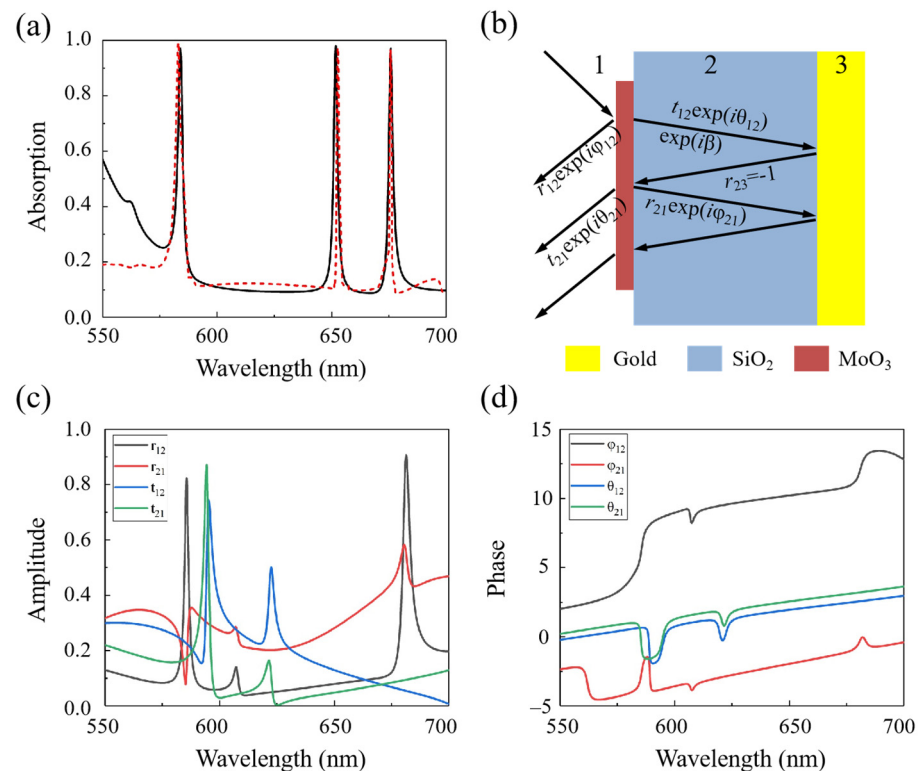 (a)
1.0
0.8
0.6
0.4
0.2
0.0
Absorption
550
600
650
700
Wavelength (nm)
(b)
1
2
3
t12exp(iθ12)
exp(iβ)
r12exp(iφ12)
r23=-1
r21exp(iφ21)
t21exp(iθ21)
Gold
SiO2
MoO3
(c)
1.0
0.8
0.6
0.4
0.2
0.0
Amplitude
r12
r21
t12
t21
550
600
650
700
Wavelength (nm)
(d)
15
10
5
0
–5
Phase
φ12
φ21
θ12
θ21
550
600
650
700
Wavelength (nm)